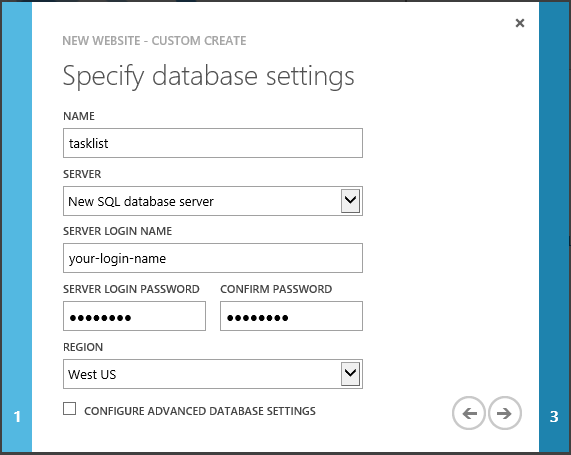 NEW WEBSITE - CUSTOM CREATE
Specify database settings
NAME
tasklist
SERVER
New SQL database server
SERVER LOGIN NAME
your-login-name
SERVER LOGIN PASSWORD CONFIRM PASSWORD
●●●●●●●● ●●●●●●●●
REGION
West US
CONFIGURE ADVANCED DATABASE SETTINGS
1 3